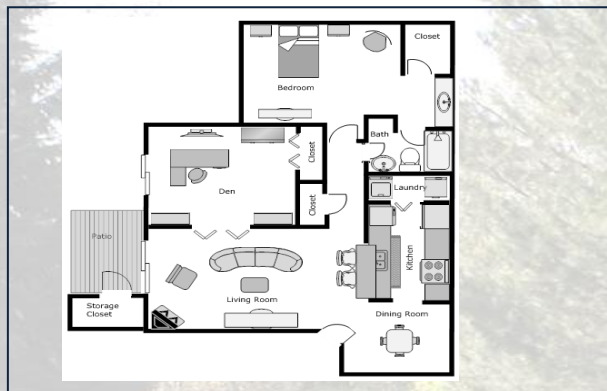 Closet
Bedroom
Bath
Closet
Den
Laundry
Closet
Patio
Kitchen
Living Room
Storage
Closet
Dining Room